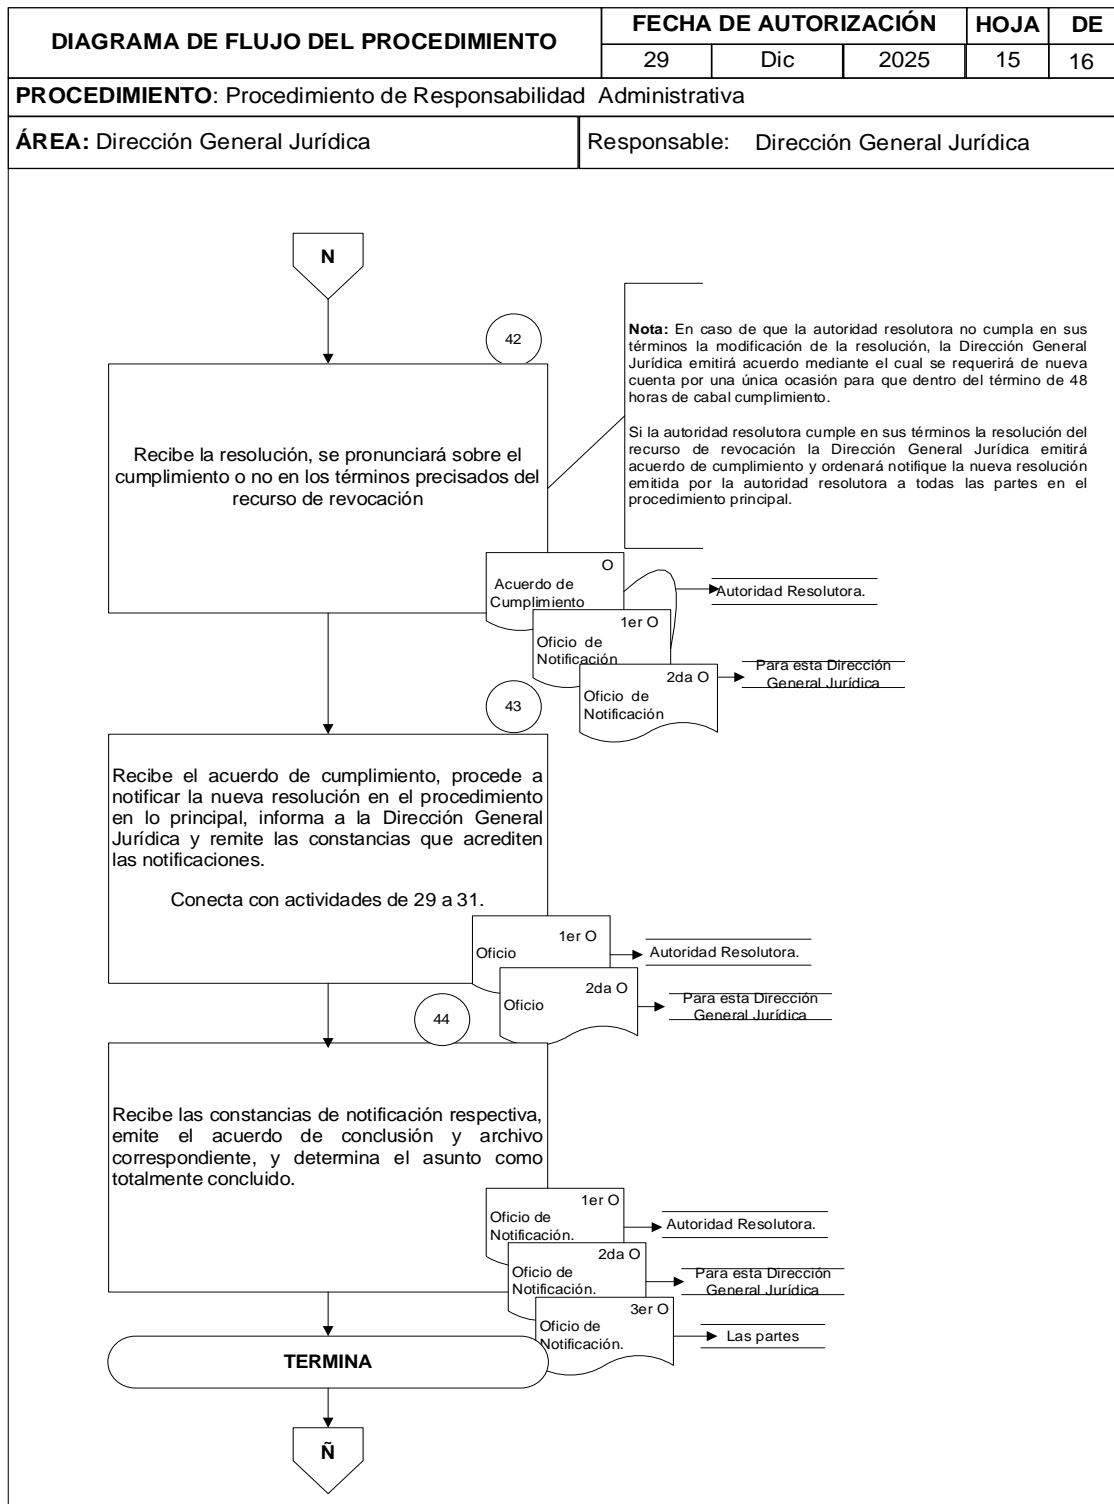 DIAGRAMA DE FLUJO DEL PROCEDIMIENTO
FECHA DE AUTORIZACIÓN
HOJA
DE
29
Dic
2025
15
16
PROCEDIMIENTO: Procedimiento de Responsabilidad Administrativa
ÁREA: Dirección General Jurídica
Responsable: Dirección General Jurídica
N
42
Recibe la resolución, se pronunciará sobre el
cumplimiento o no en los términos precisados del
recurso de revocación
Nota: En caso de que la autoridad resolutora no cumpla en sus
términos la modificación de la resolución, la Dirección General
Jurídica emitirá acuerdo mediante el cual se requerirá de nueva
cuenta por una única ocasión para que dentro del término de 48
horas de cabal cumplimiento.
Si la autoridad resolutora cumple en sus términos la resolución del
recurso de revocación la Dirección General Jurídica emitirá
acuerdo de cumplimiento y ordenará notifique la nueva resolución
emitida por la autoridad resolutora a todas las partes en el
procedimiento principal.
O
Acuerdo de
Cumplimiento
Autoridad Resolutora.
1er O
Oficio de
Notificación
2da O
Oficio de
Notificación
Para esta Dirección
General Jurídica
43
Recibe el acuerdo de cumplimiento, procede a
notificar la nueva resolución en el procedimiento
en lo principal, informa a la Dirección General
Jurídica y remite las constancias que acrediten
las notificaciones.
Conecta con actividades de 29 a 31.
1er O
Oficio
Autoridad Resolutora.
2da O
Oficio
Para esta Dirección
General Jurídica
44
Recibe las constancias de notificación respectiva,
emite el acuerdo de conclusión y archivo
correspondiente, y determina el asunto como
totalmente concluido.
1er O
Oficio de
Notificación.
Autoridad Resolutora.
2da O
Oficio de
Notificación.
Para esta Dirección
General Jurídica
3er O
Oficio de
Notificación.
Las partes
TERMINA
Ñ